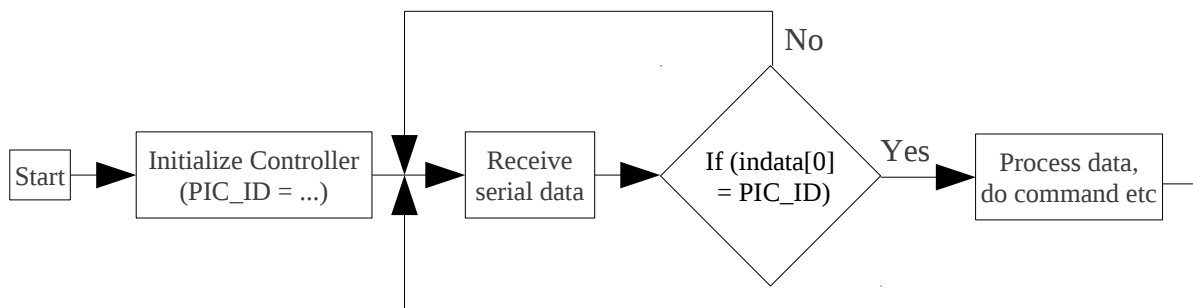 Start
Initialize Controller
(PIC_ID = ...)
Receive
serial data
If (indata[0]
= PIC_ID)
No
Yes
Process data,
do command etc